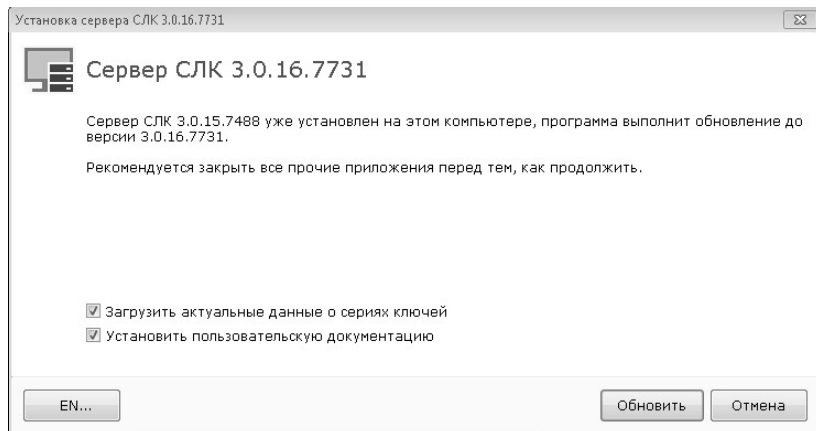 Установка сервера СЛК 3.0.16.7731
Сервер СЛК 3.0.16.7731
Сервер СЛК 3.0.15.7488 уже установлен на этом компьютере, программа выполнит обновление до
версии 3.0.16.7731.
Рекомендуется закрыть все прочие приложения перед тем, как продолжить.
Загрузить актуальные данные о сериях ключей
Установить пользовательскую документацию
EN... Обновить Отмена